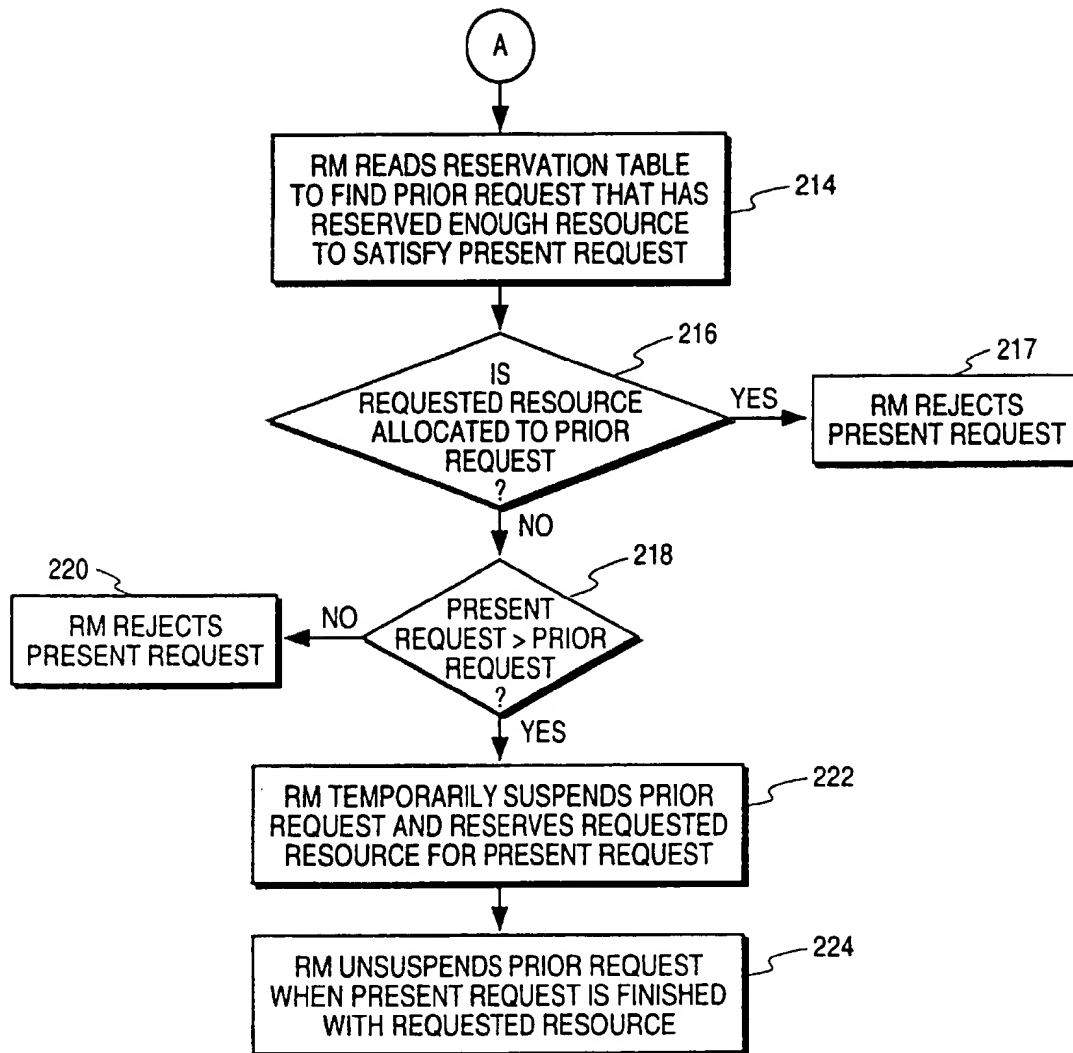 A
RM READS RESERVATION TABLE
TO FIND PRIOR REQUEST THAT HAS
RESERVED ENOUGH RESOURCE
TO SATISFY PRESENT REQUEST
214
216
IS
REQUESTED RESOURCE
ALLOCATED TO PRIOR
REQUEST
?
YES
217
RM REJECTS
PRESENT REQUEST
NO
218
PRESENT
REQUEST > PRIOR
REQUEST
?
NO
220
RM REJECTS
PRESENT REQUEST
YES
222
RM TEMPORARILY SUSPENDS PRIOR
REQUEST AND RESERVES REQUESTED
RESOURCE FOR PRESENT REQUEST
224
RM UNSUSPENDS PRIOR REQUEST
WHEN PRESENT REQUEST IS FINISHED
WITH REQUESTED RESOURCE